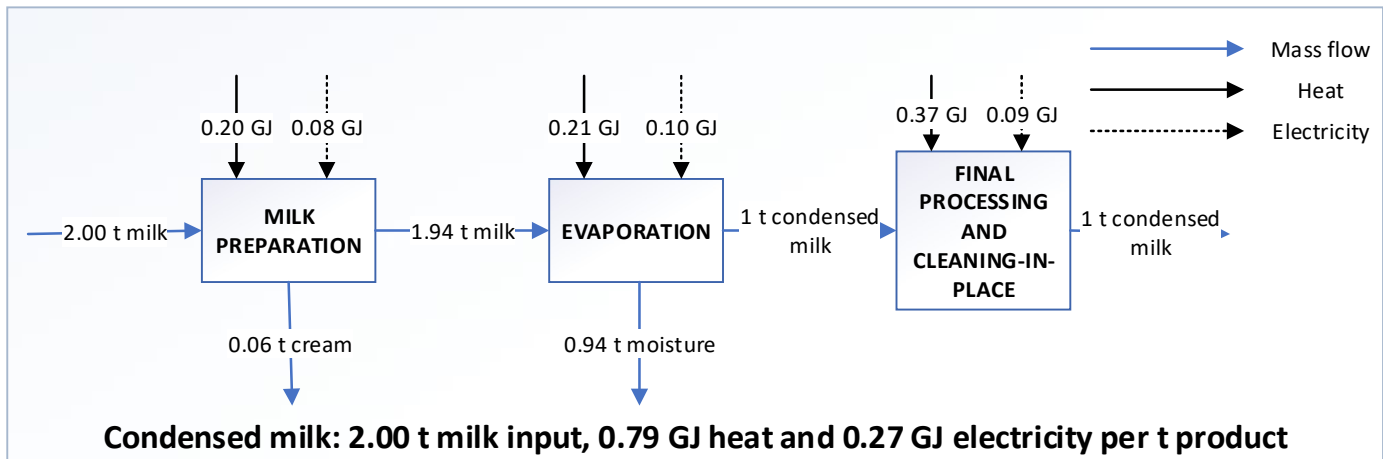 Mass flow
Heat
Electricity
0.20 GJ
0.08 GJ
0.21 GJ
0.10 GJ
0.37 GJ
0.09 GJ
2.00 t milk
MILK
PREPARATION
1.94 t milk
EVAPORATION
1 t condensed
milk
FINAL
PROCESSING
AND
CLEANING-IN-
PLACE
1 t condensed
milk
0.06 t cream
0.94 t moisture
Condensed milk: 2.00 t milk input, 0.79 GJ heat and 0.27 GJ electricity per t product